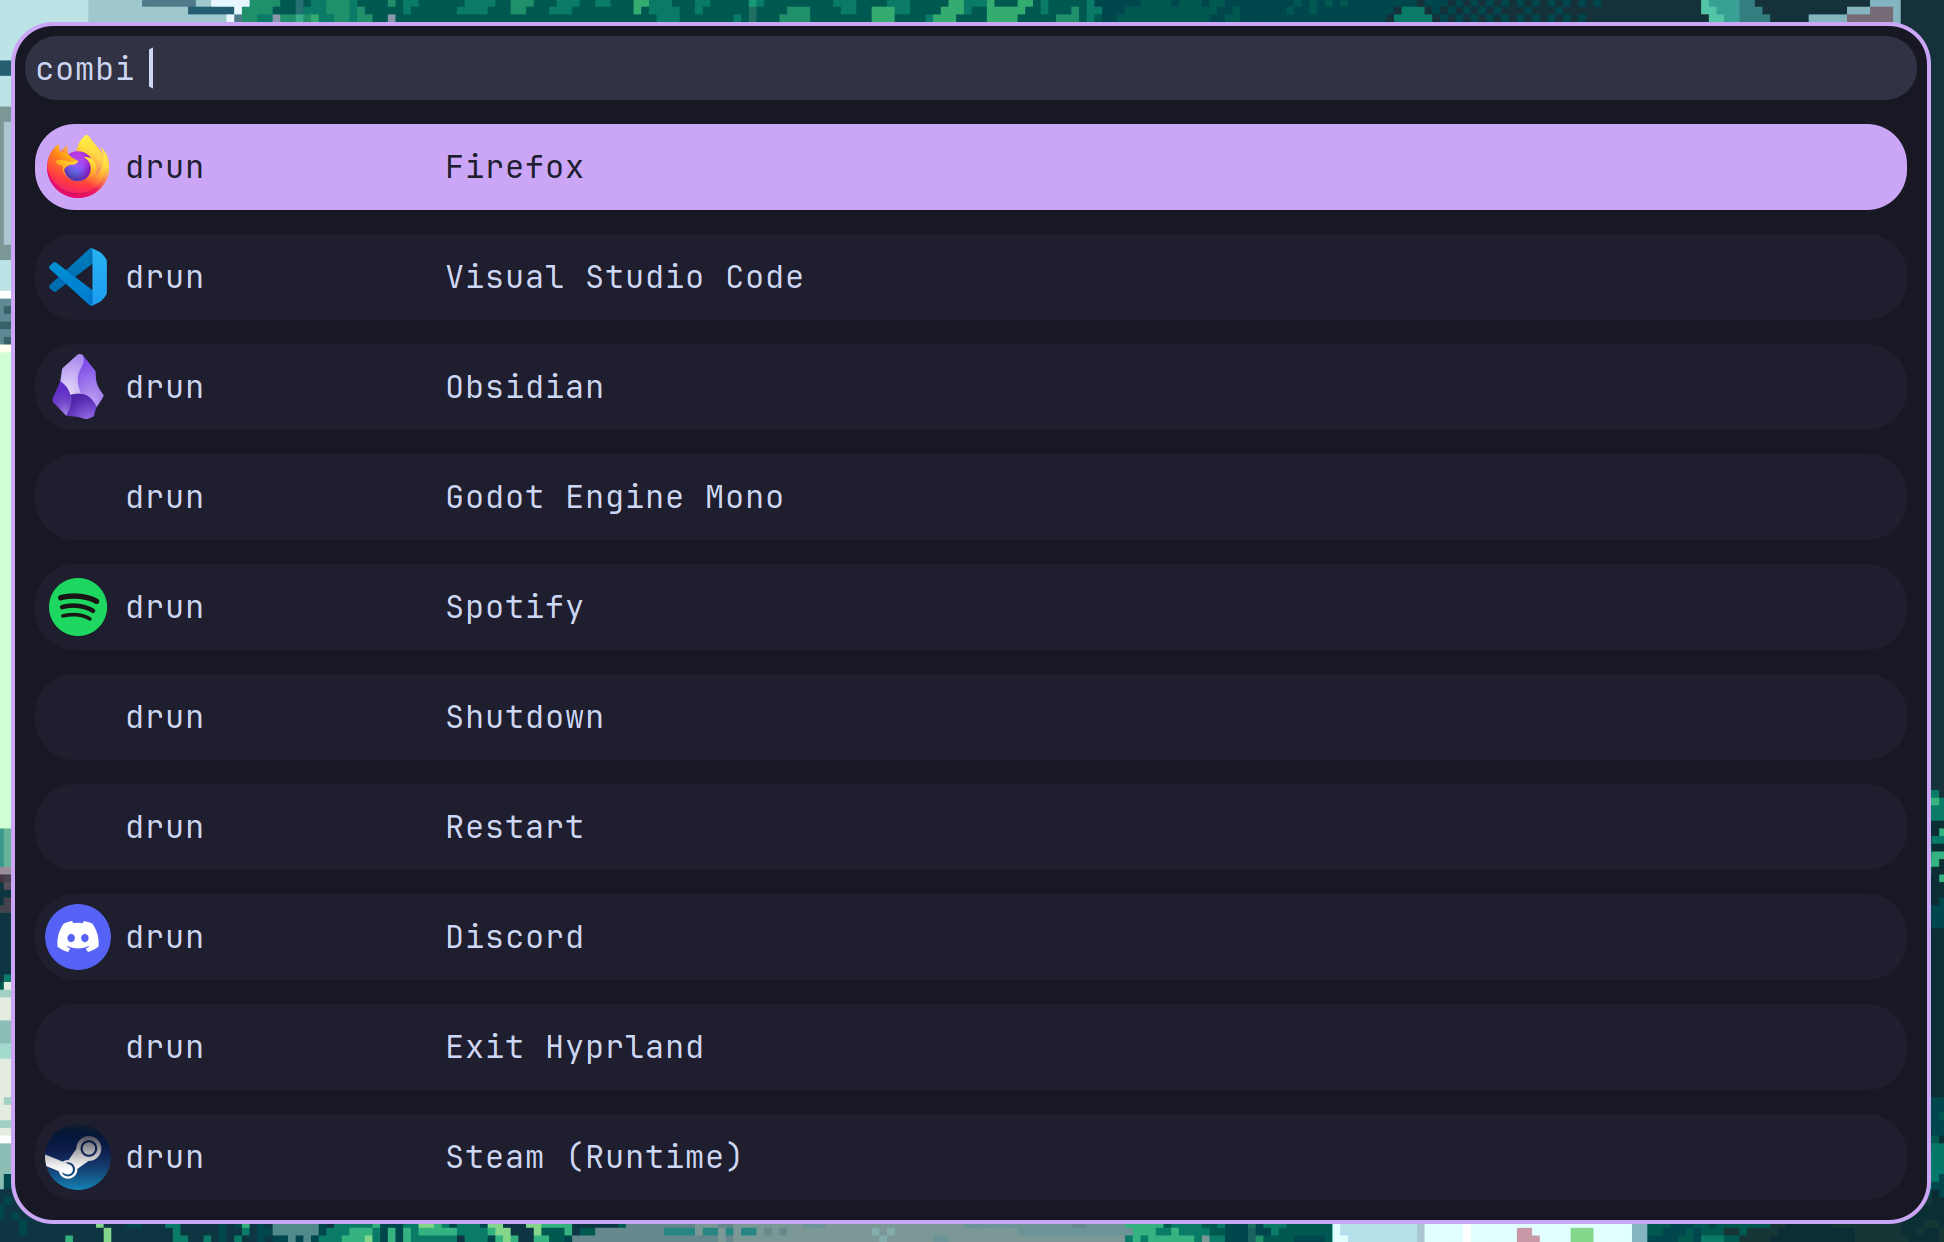 combi
drun Firefox
drun Visual Studio Code
drun Obsidian
drun Godot Engine Mono
drun Spotify
drun Shutdown
drun Restart
drun Discord
drun Exit Hyprland
drun Steam (Runtime)